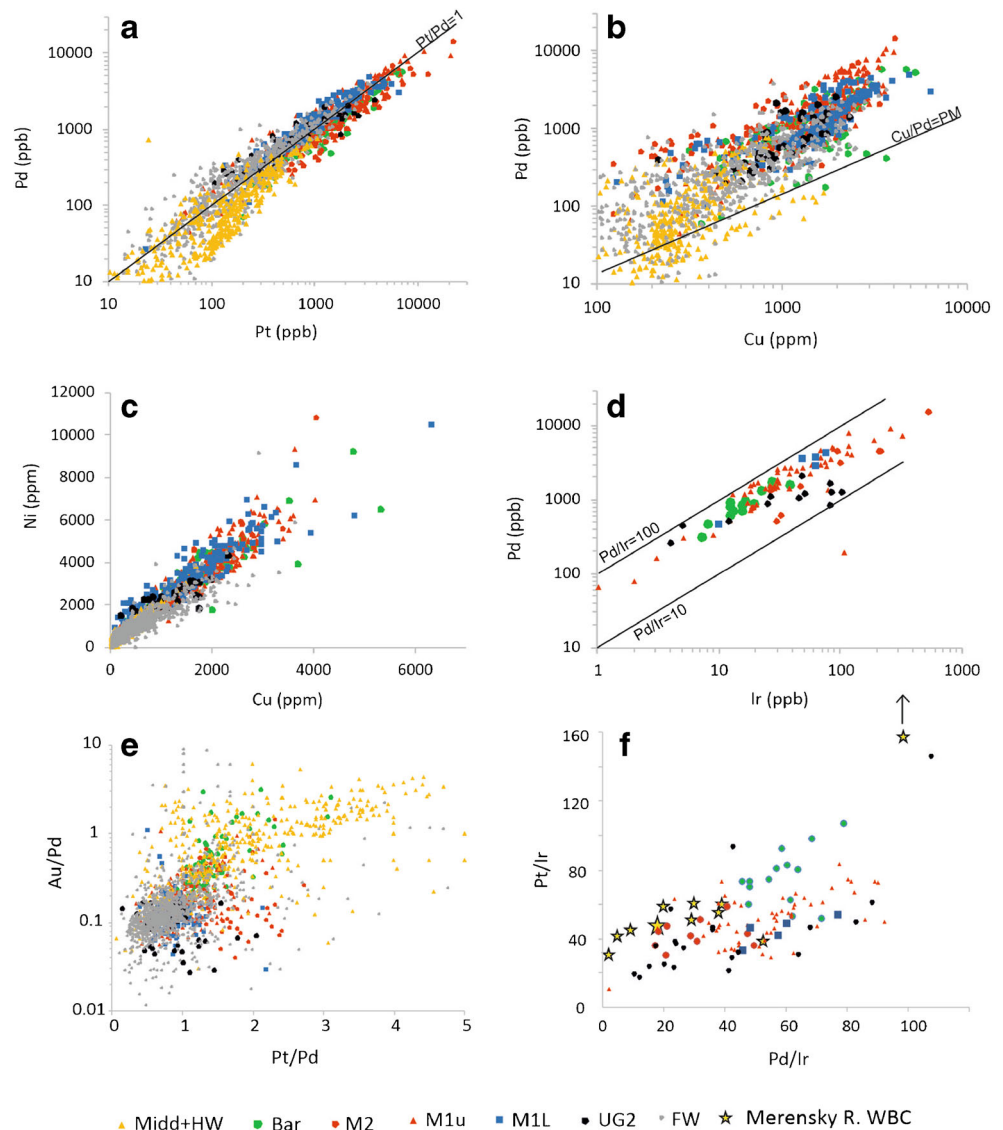 a
Pt/Pd=1
10000
1000
100
10
Pd (ppb)
10 100 1000 10000
Pt (ppb)
b
Cu/Pd=PM
10000
1000
100
10
Pd (ppb)
100 1000 10000
Cu (ppm)
c
12000
10000
8000
6000
4000
2000
0
Ni (ppm)
0 2000 4000 6000
Cu (ppm)
d
Pd/Ir=100
Pd/Ir=10
10000
1000
100
10
Pd (ppb)
1 10 100 1000
Ir (ppb)
e
10
1
0.1
0.01
Au/Pd
0 1 2 3 4 5
Pt/Pd
f
160
120
80
40
0
Pt/Ir
0 20 40 60 80 100
Pd/Ir
Midd+HW Bar M2 M1u M1L UG2 FW Merensky R. WBC